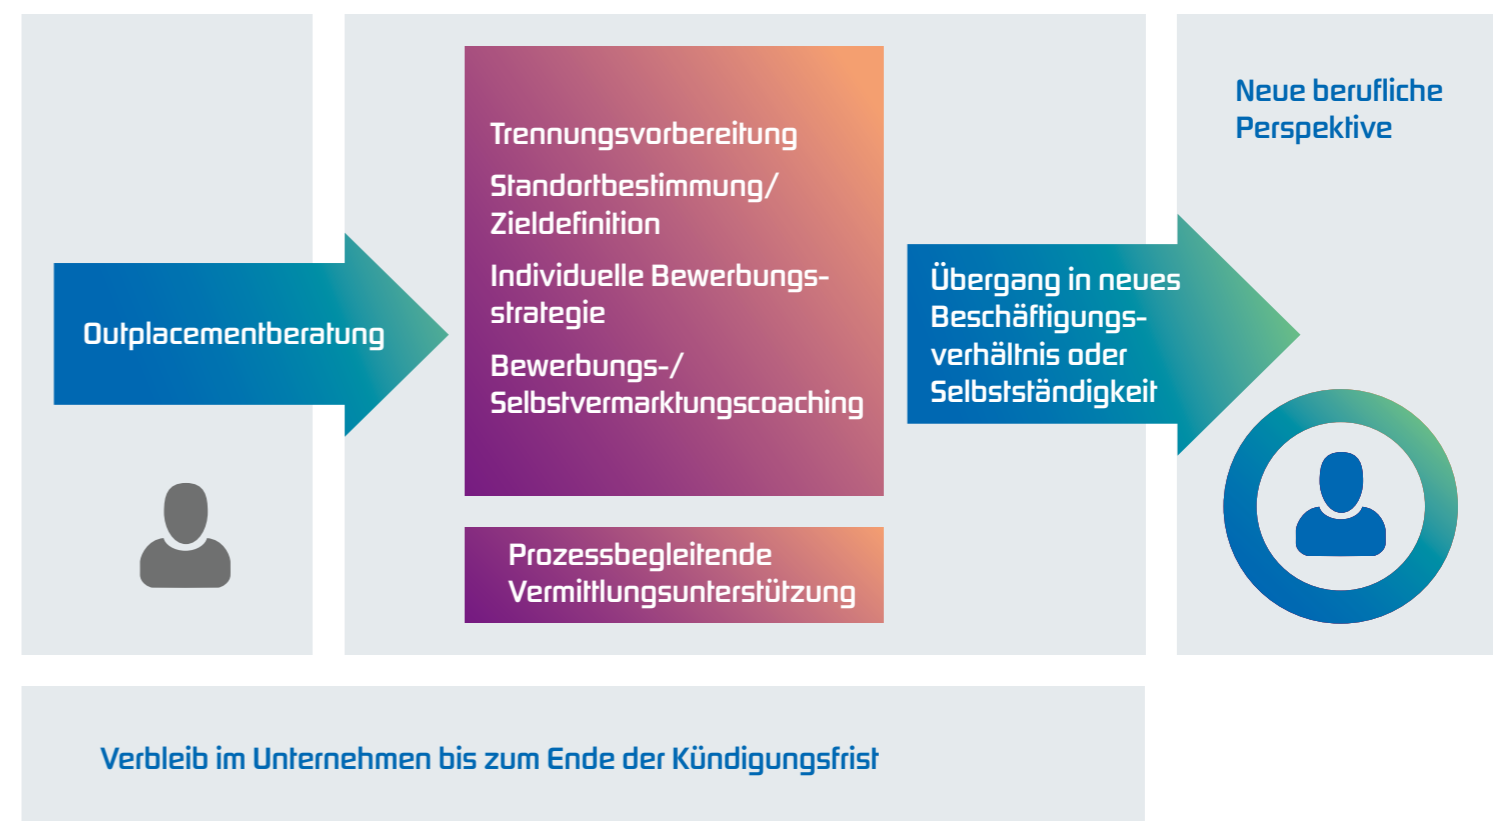 Outplacementberatung
Trennungsvorbereitung
Standortbestimmung/
Zieldefinition
Individuelle Bewerbungs-
strategie
Bewerbungs-/
Selbstvermarktungscoaching
Prozessbegleitende
Vermittlungsunterstützung
Übergang in neues
Beschäftigungs-
verhältnis oder
Selbstständigkeit
Neue berufliche
Perspektive
Verbleib im Unternehmen bis zum Ende der Kündigungsfrist